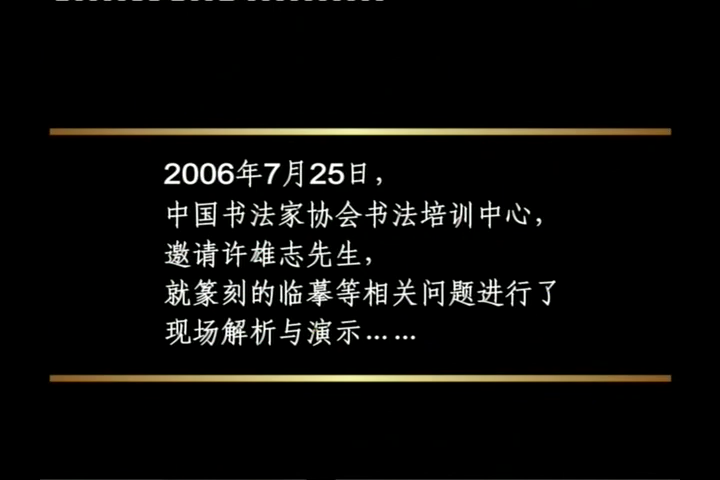 2006年7月25日，
中国书法家协会书法培训中心，
邀请许雄志先生，
就篆刻的临摹等相关问题进行了
现场解析与演示……